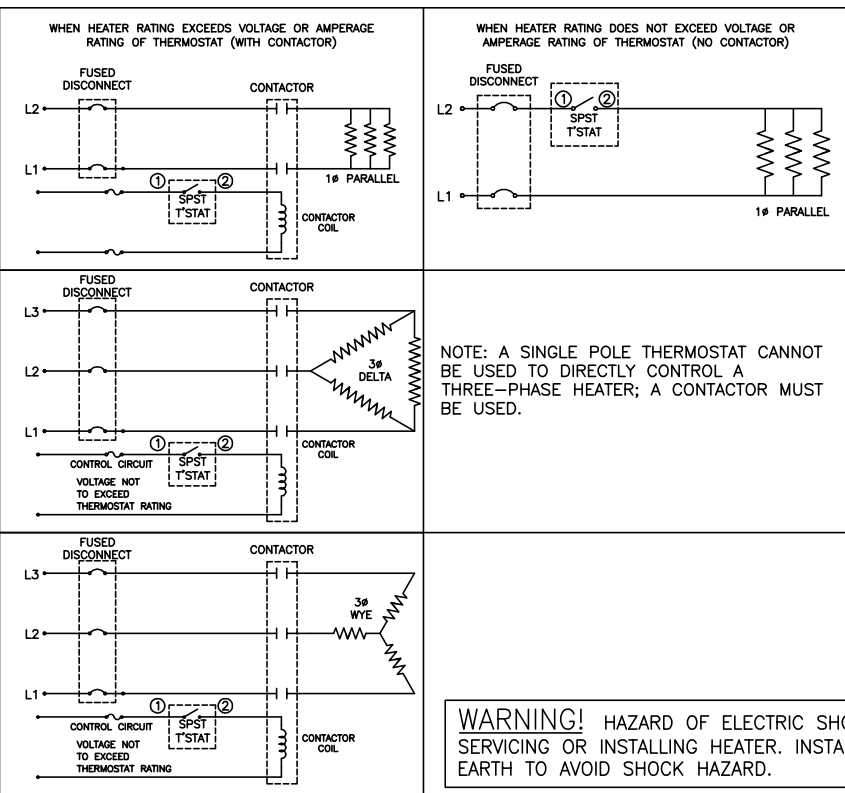 WHEN HEATER RATING EXCEEDS VOLTAGE OR AMPERAGE
RATING OF THERMOSTAT (WITH CONTACTOR)
FUSED
DISCONNECT
CONTACTOR
L2
L1
1ø PARALLEL
① ②
SPST
T'STAT
CONTACTOR
COIL
WHEN HEATER RATING DOES NOT EXCEED VOLTAGE OR
AMPERAGE RATING OF THERMOSTAT (NO CONTACTOR)
FUSED
DISCONNECT
L2
① ②
SPST
T'STAT
L1
1ø PARALLEL
FUSED
DISCONNECT
CONTACTOR
L3
L2
3ø
DELTA
L1
① ②
SPST
T'STAT
CONTROL CIRCUIT
VOLTAGE NOT
TO EXCEED
THERMOSTAT RATING
CONTACTOR
COIL
NOTE: A SINGLE POLE THERMOSTAT CANNOT
BE USED TO DIRECTLY CONTROL A
THREE-PHASE HEATER; A CONTACTOR MUST
BE USED.
FUSED
DISCONNECT
CONTACTOR
L3
3ø
WYE
L2
L1
① ②
SPST
T'STAT
CONTROL CIRCUIT
VOLTAGE NOT
TO EXCEED
THERMOSTAT RATING
CONTACTOR
COIL
WARNING! HAZARD OF ELECTRIC
SERVICING OR INSTALLING HEATER.
EARTH TO AVOID SHOCK HAZARD.